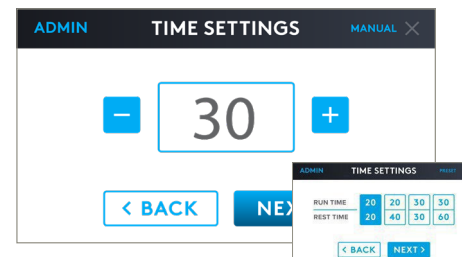 ADMIN TIME SETTINGS MANUAL
− 30 +
< BACK NEX
ADMIN TIME SETTINGS PRESET
RUN TIME 20 20 30 30
REST TIME 20 40 30 60
< BACK NEXT >